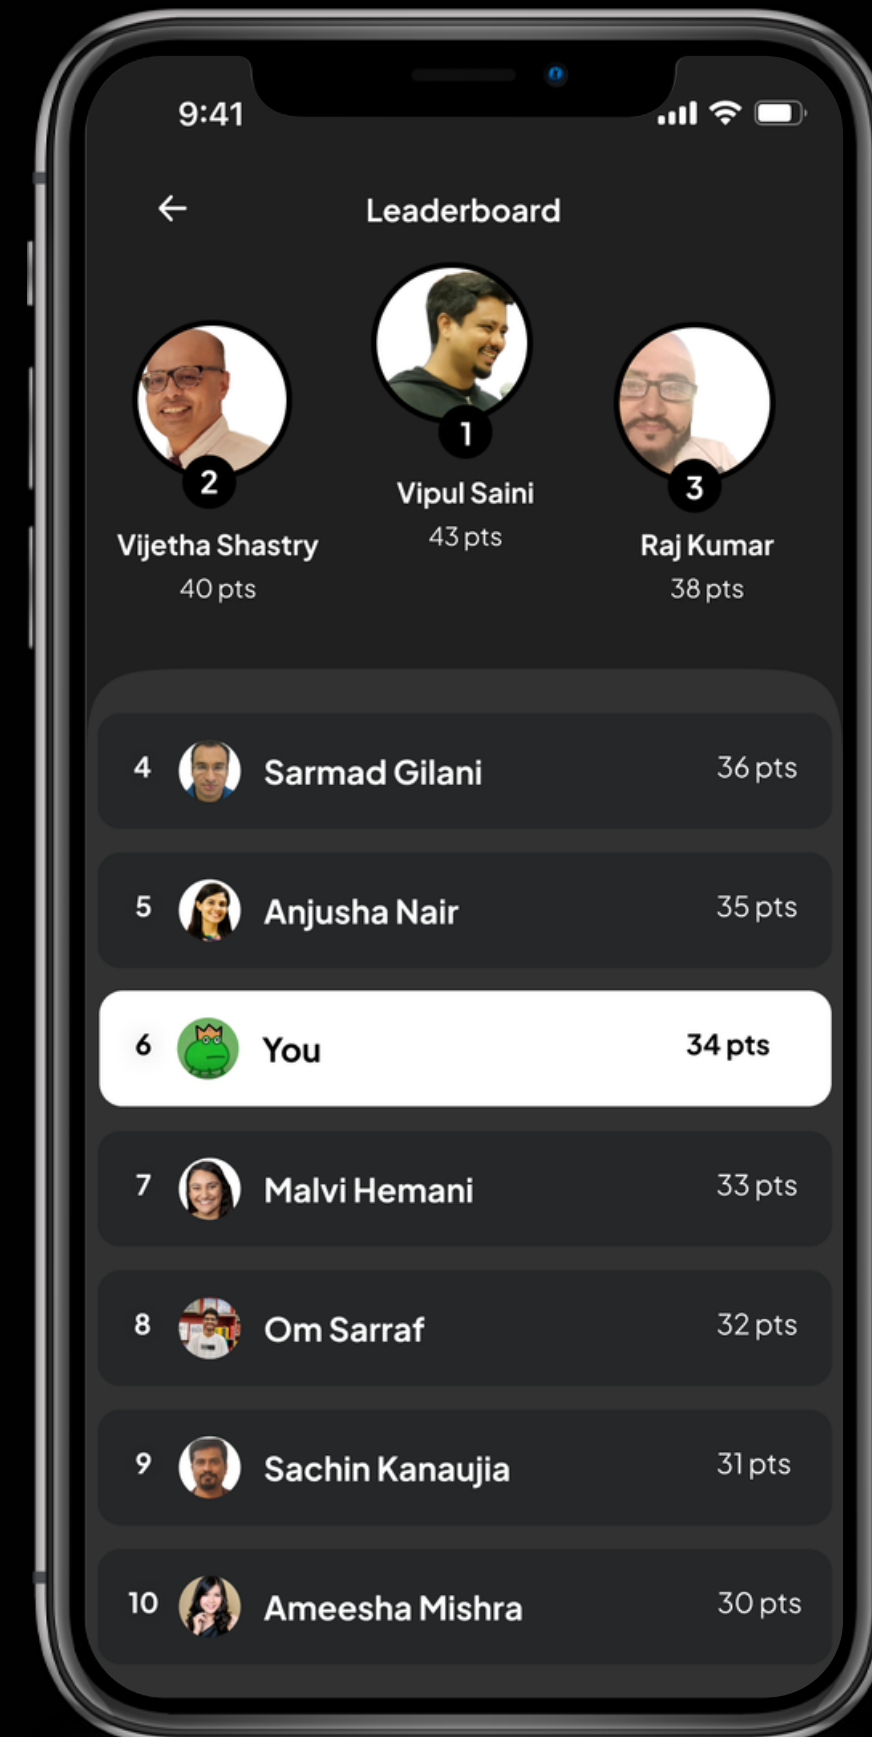 9:41
Leaderboard
1
Vipul Saini
43 pts
2
Vijetha Shastry
40 pts
3
Raj Kumar
38 pts
4 Sarmad Gilani 36 pts
5 Anjusha Nair 35 pts
6 You 34 pts
7 Malvi Hemani 33 pts
8 Om Sarraf 32 pts
9 Sachin Kanaujia 31 pts
10 Ameesha Mishra 30 pts